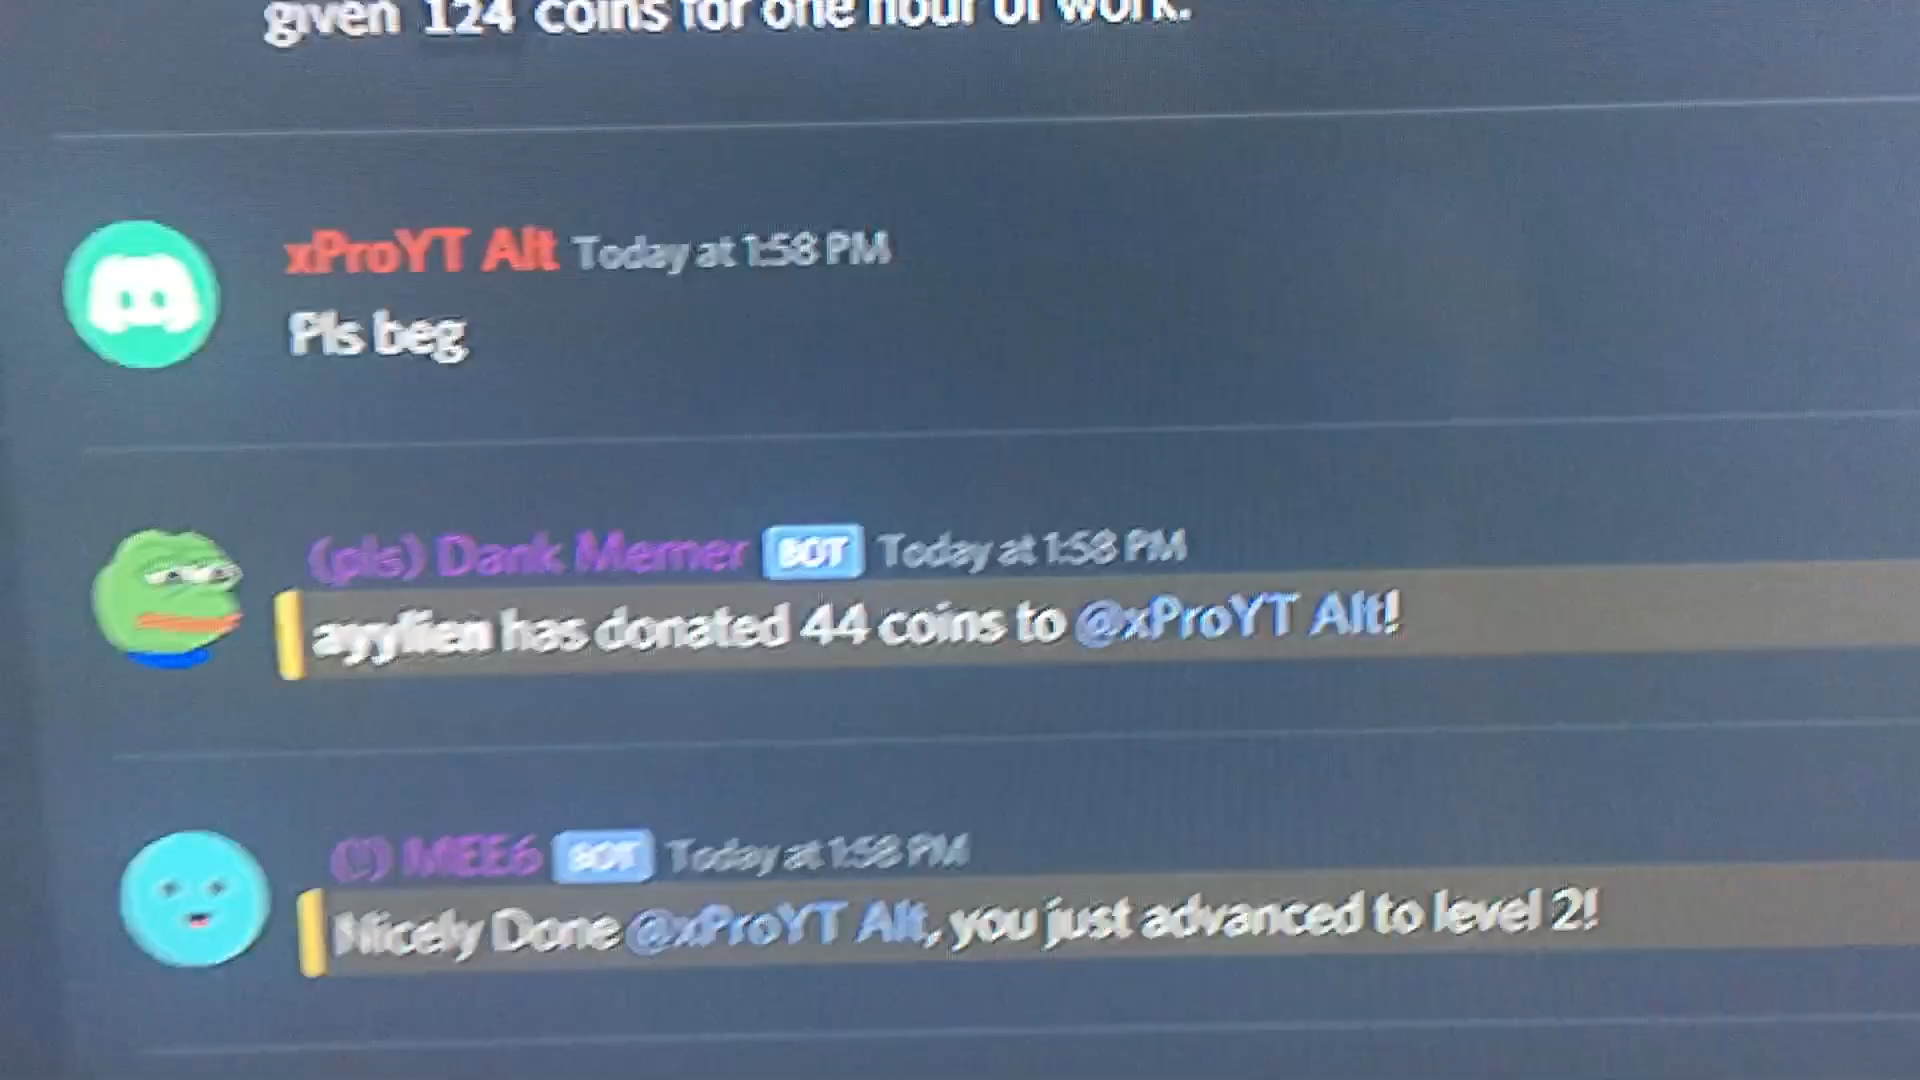 given 124 coins for one hour of work.
xProYT Alt Today at 1:58 PM
Pls beg
(pls) Dank Memer BOT Today at 1:58 PM
ayylien has donated 44 coins to @xProYT Alt!
(!) MEE6 BOT Today at 1:58 PM
Nicely Done @xProYT Alt, you just advanced to level 2!